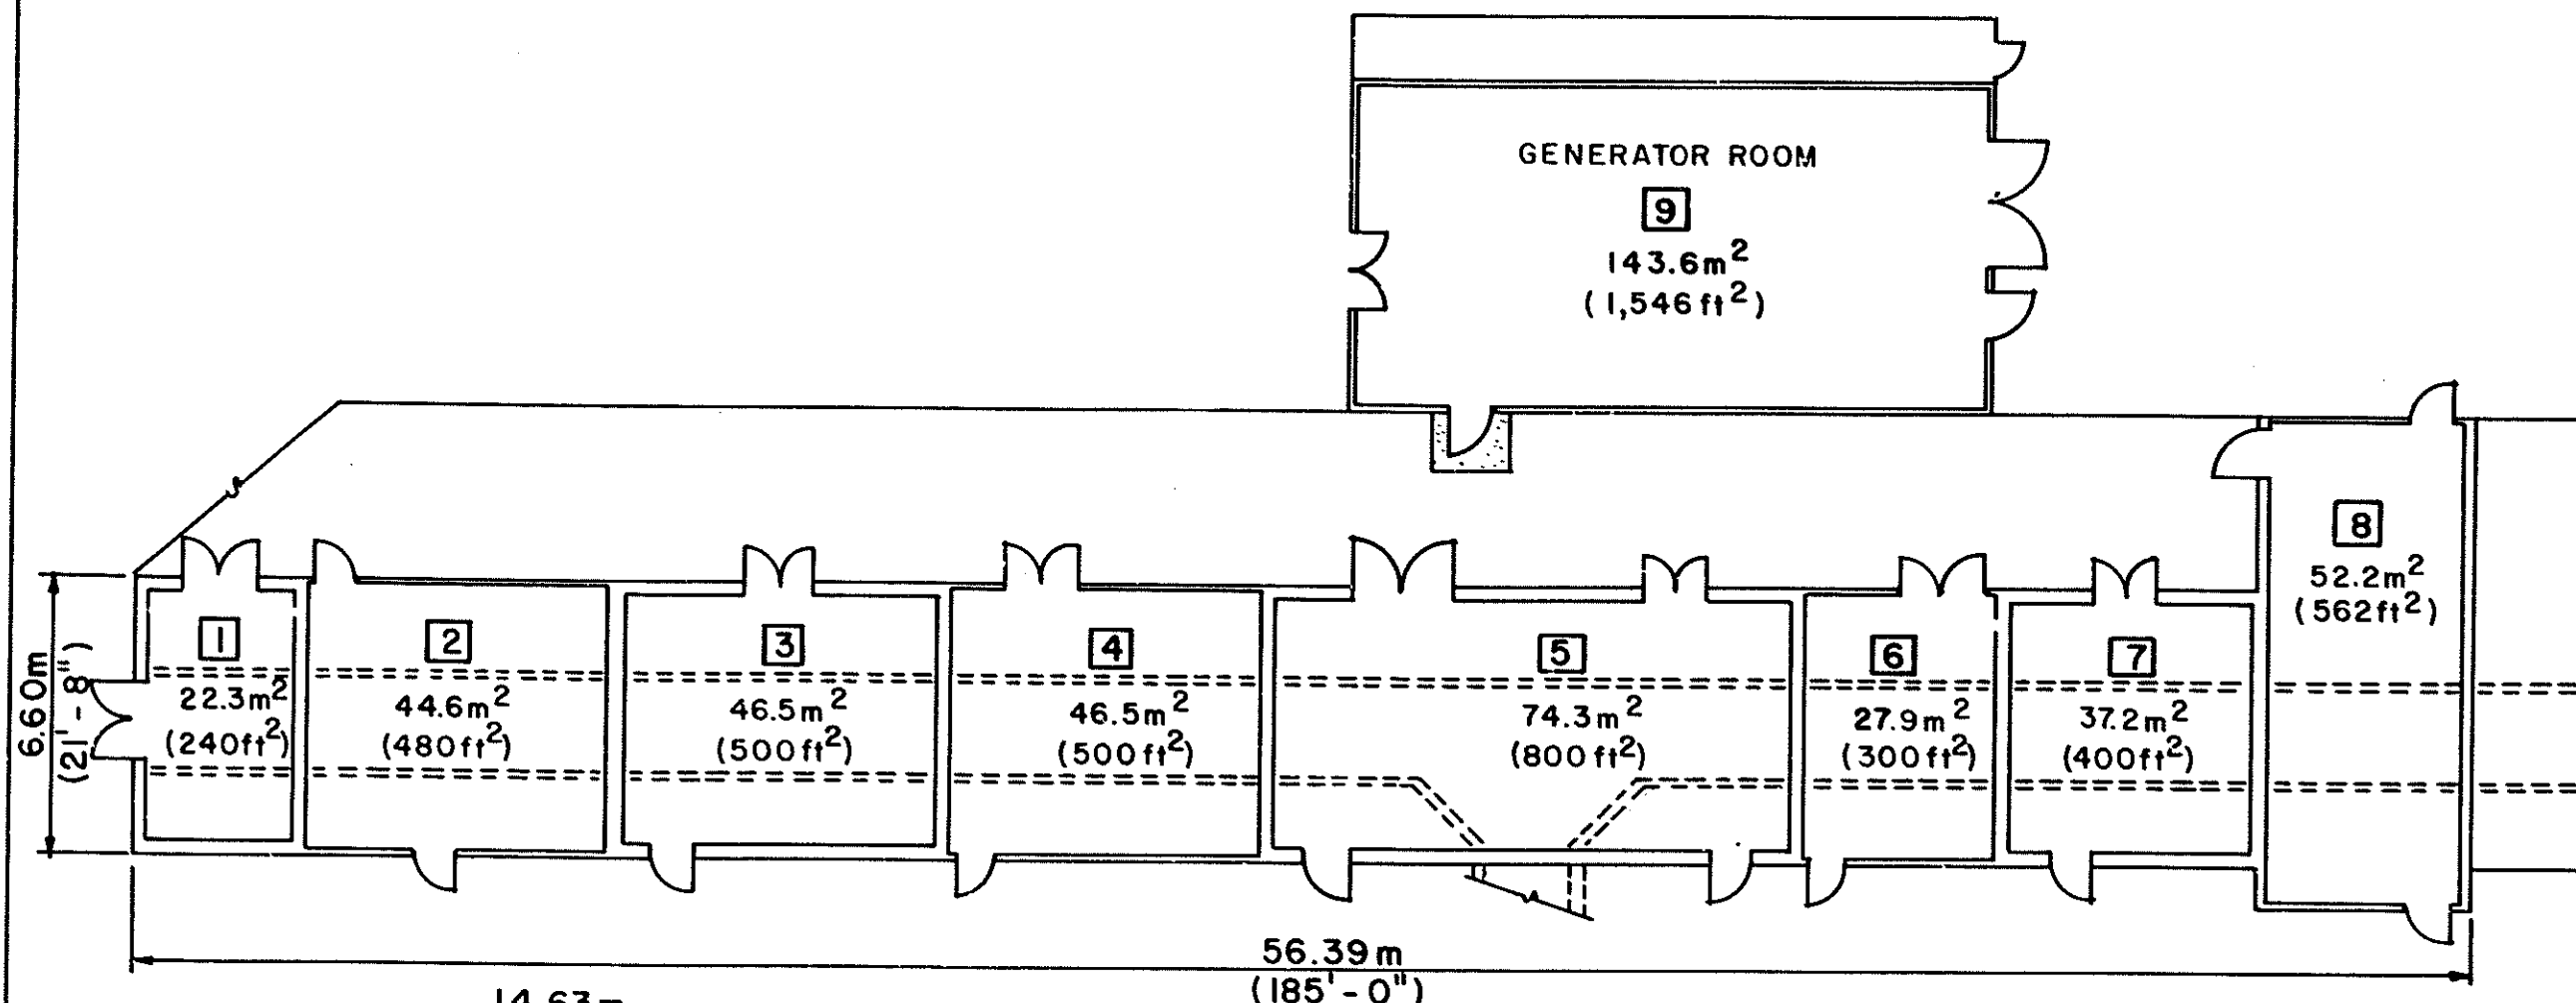 GENERATOR ROOM
9
143.6m²
(1,546ft²)
8
52.2m²
(562ft²)
1
22.3m²
(240ft²)
2
44.6m²
(480ft²)
3
46.5m²
(500ft²)
4
46.5m²
(500ft²)
5
74.3m²
(800ft²)
6
27.9m²
(300ft²)
7
37.2m²
(400ft²)
6.60m
(21'-8")
56.39m
(185'-0")
14.63m